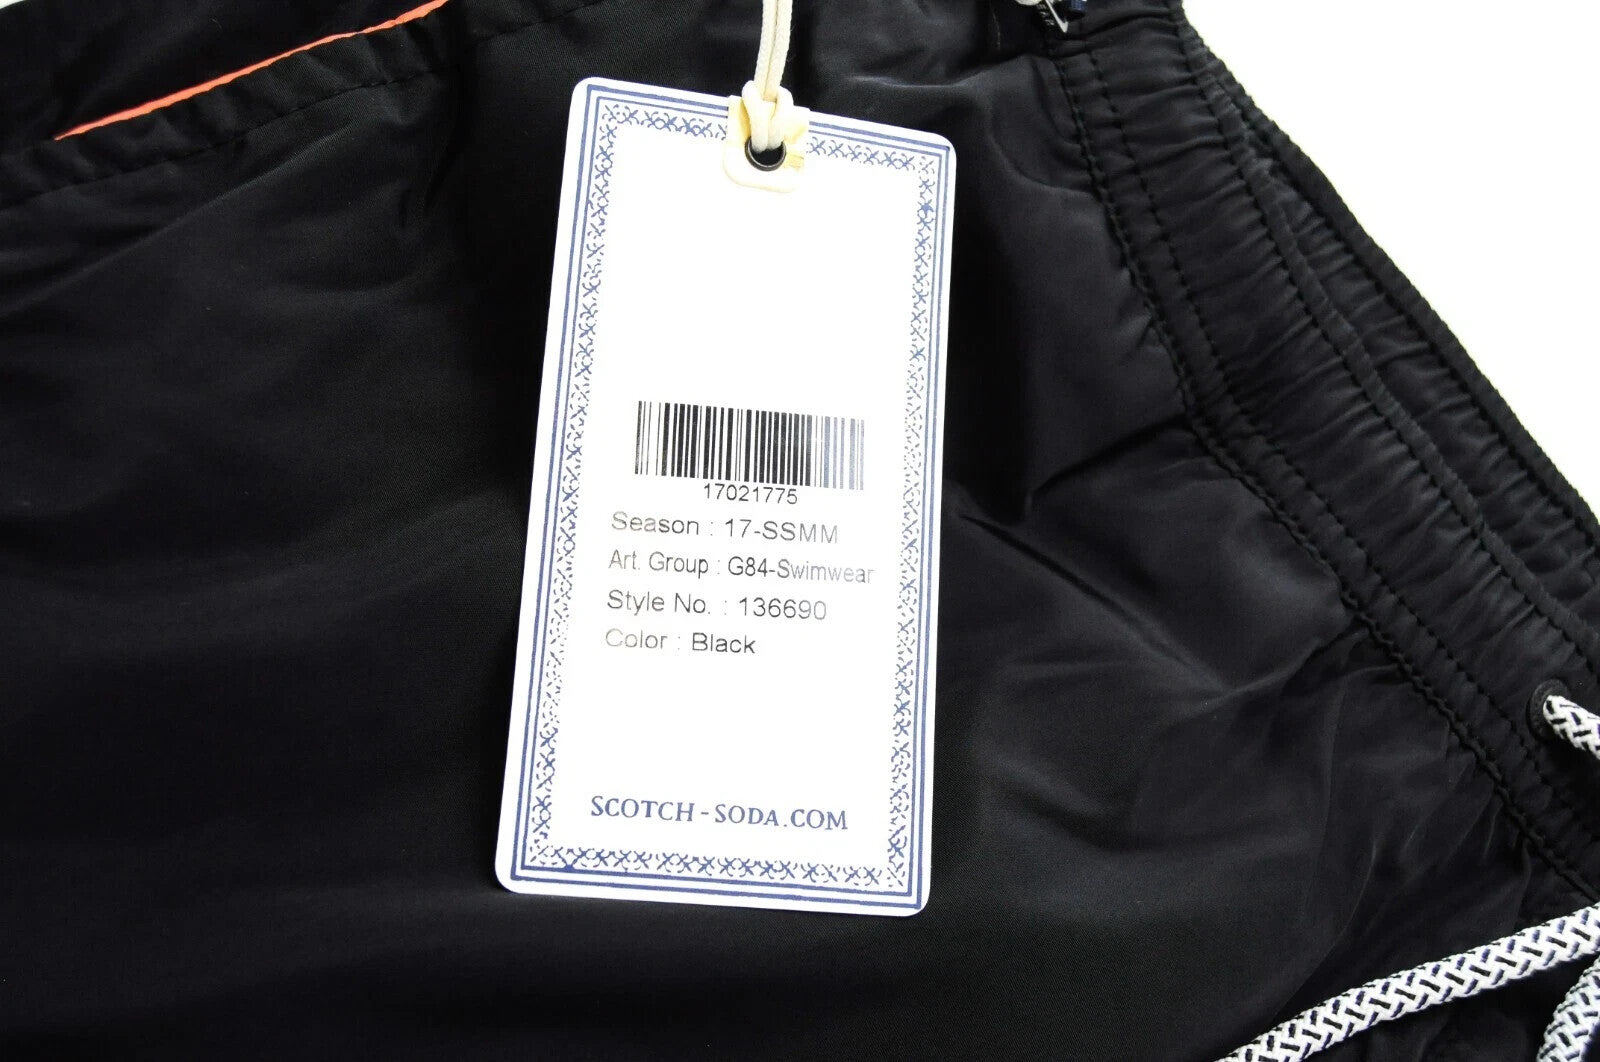 17021775
Season : 17-SSMM
Art. Group : G84-Swimwear
Style No. : 136690
Color : Black
SCOTCH-SODA.COM